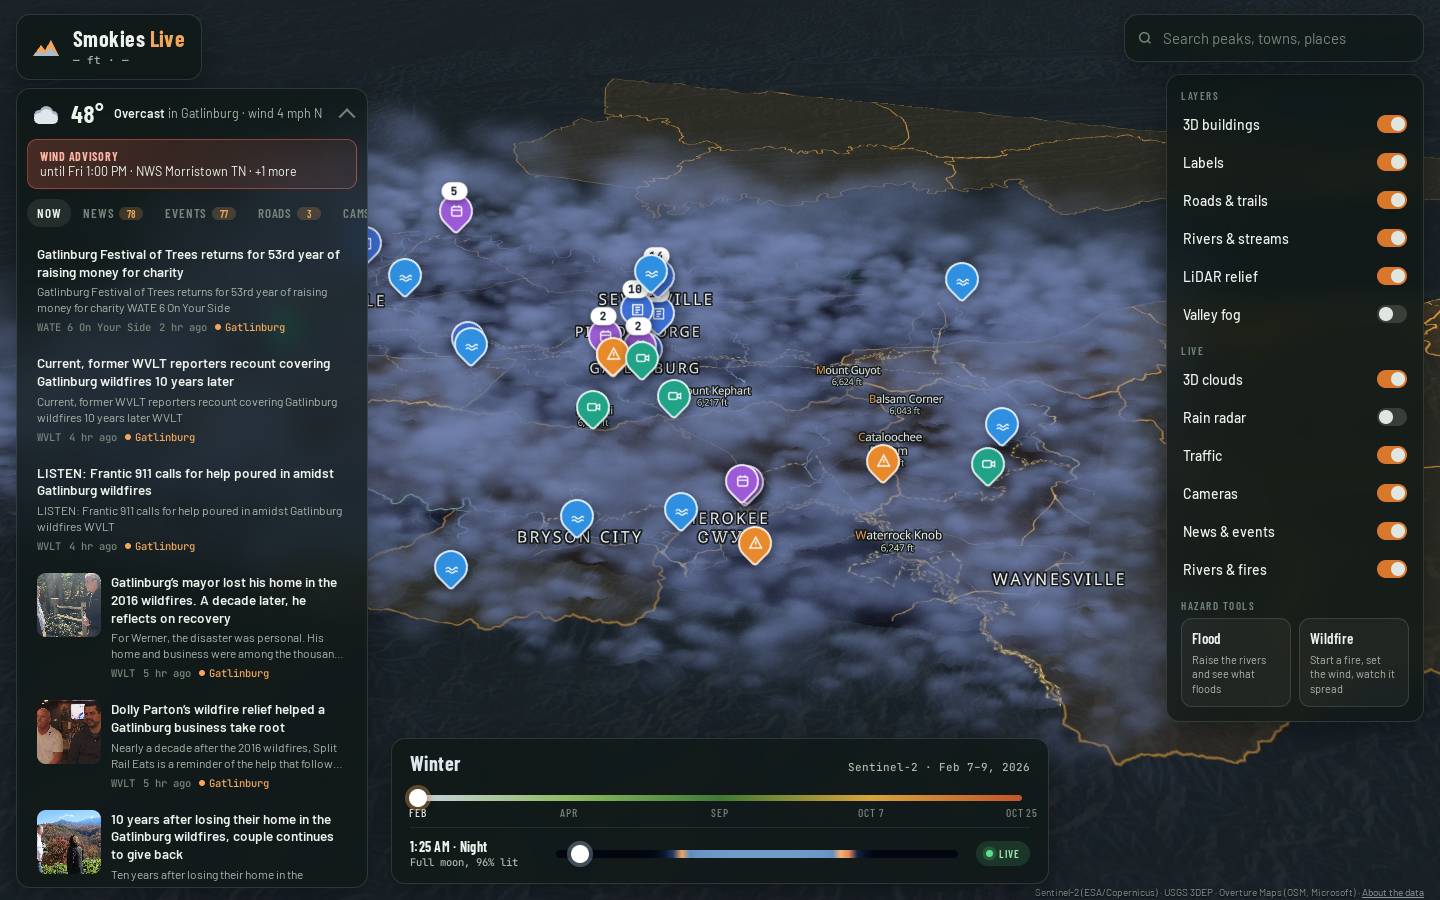 Smokies Live
— ft · —
Search peaks, towns, places
48° Overcast in Gatlinburg · wind 4 mph N
WIND ADVISORY
until Fri 1:00 PM · NWS Morristown TN · +1 more
NOW NEWS 78 EVENTS 77 ROADS 3 CAMS
Gatlinburg Festival of Trees returns for 53rd year of
raising money for charity
Gatlinburg Festival of Trees returns for 53rd year of raising
money for charity WATE 6 On Your Side
WATE 6 On Your Side 2 hr ago Gatlinburg
Current, former WVLT reporters recount covering
Gatlinburg wildfires 10 years later
Current, former WVLT reporters recount covering Gatlinburg
wildfires 10 years later WVLT
WVLT 4 hr ago Gatlinburg
LISTEN: Frantic 911 calls for help poured in amidst
Gatlinburg wildfires
LISTEN: Frantic 911 calls for help poured in amidst Gatlinburg
wildfires WVLT
WVLT 4 hr ago Gatlinburg
Gatlinburg's mayor lost his home in the
2016 wildfires. A decade later, he
reflects on recovery
For Werner, the disaster was personal. His
home and business were among the thousan...
WVLT 5 hr ago Gatlinburg
Dolly Parton's wildfire relief helped a
Gatlinburg business take root
Nearly a decade after the 2016 wildfires, Split
Rail Eats is a reminder of the help that follow...
WVLT 5 hr ago Gatlinburg
10 years after losing their home in the
Gatlinburg wildfires, couple continues
to give back
Ten years after losing their home in the
5
10
2
2
Mount Guyot
6,624 ft
Kephart
6,217 ft
Balsam Corner
6,043 ft
Cataloochee
BRYSON CITY
Waterrock Knob
6,247 ft
WAYNESVILLE
LAYERS
3D buildings
Labels
Roads & trails
Rivers & streams
LiDAR relief
Valley fog
LIVE
3D clouds
Rain radar
Traffic
Cameras
News & events
Rivers & fires
HAZARD TOOLS
Flood
Raise the rivers
and see what
floods
Wildfire
Start a fire, set
the wind, watch it
spread
Winter
Sentinel-2 · Feb 7–9, 2026
FEB APR SEP OCT 7 OCT 25
1:25 AM · Night
Full moon, 96% lit
LIVE
Sentinel-2 (ESA/Copernicus) · USGS 3DEP · Overture Maps (OSM, Microsoft) · About the data